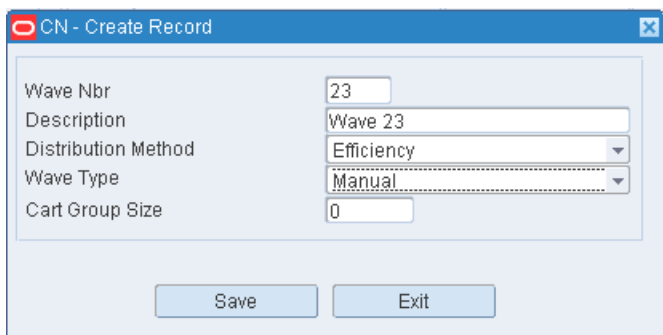 CN - Create Record
Wave Nbr 23
Description Wave 23
Distribution Method Efficiency
Wave Type Manual
Cart Group Size 0
Save Exit